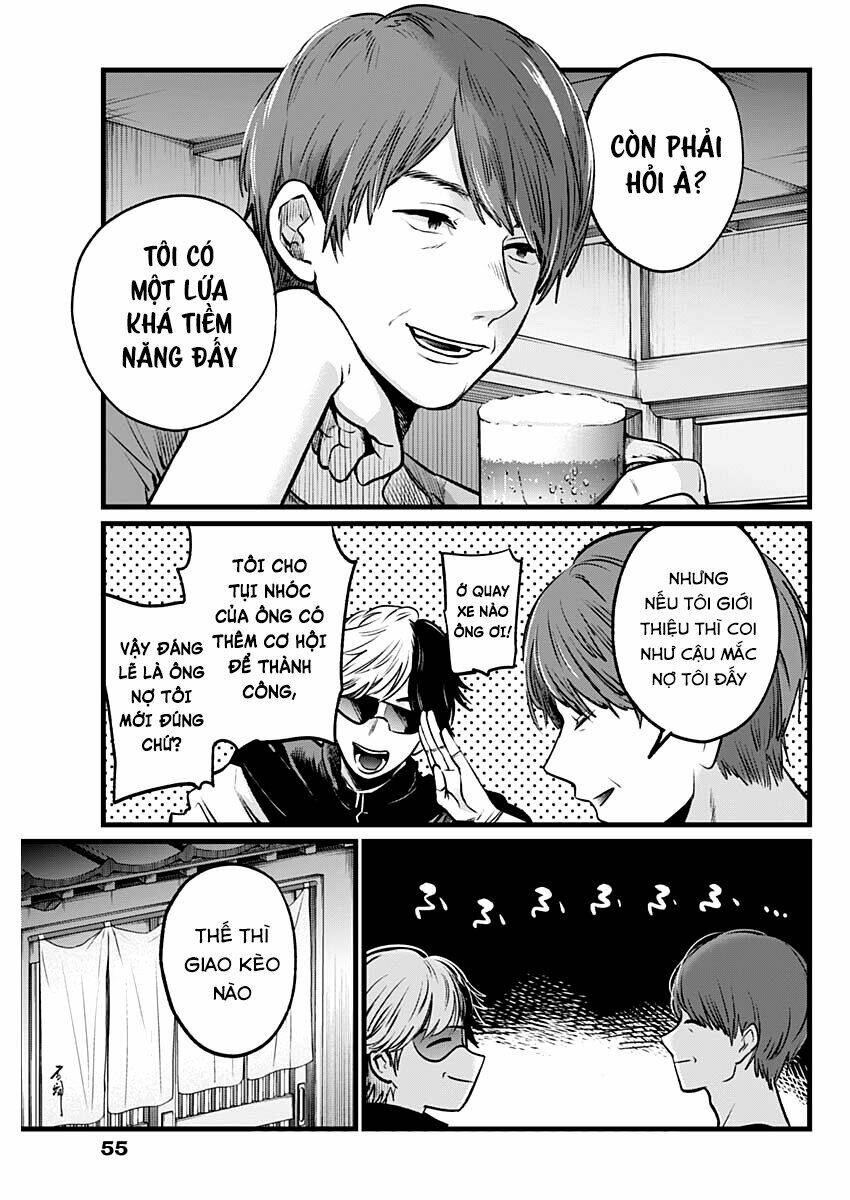 CÒN PHẢI
HỎI À?
TÔI CÓ
MỘT LỨA
KHÁ TIỀM
NĂNG ĐẤY
NHƯNG
NẾU TÔI GIỚI
THIỆU THÌ COI
NHƯ CẬU MẮC
NỢ TÔI ĐẤY
Ơ QUAY
XE NÀO
ÔNG ƠI!
TÔI CHO
TỤI NHÓC
CỦA ÔNG CÓ
THÊM CƠ HỘI
ĐỂ THÀNH
CÔNG,
VẬY ĐÁNG
LẼ LÀ ÔNG
NỢ TÔI
MỚI ĐÚNG
CHỨ?
ふ、ふ、ふ、ふ、ふ、ふ、...
THẾ THÌ
GIAO KÈO
NÀO
55